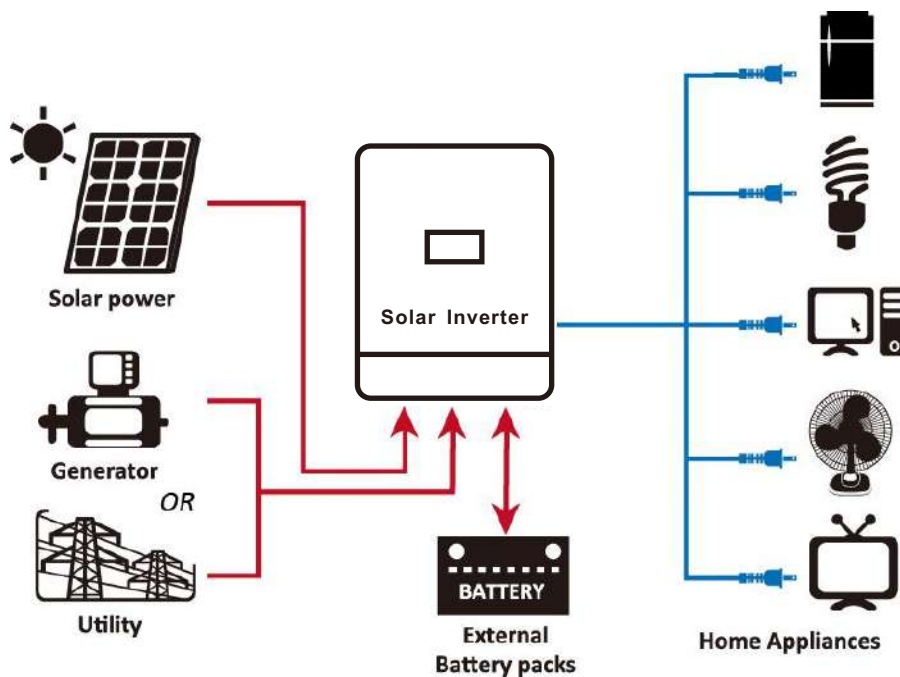 Solar power
Solar Inverter
Generator
OR
Utility
BATTERY
External
Battery packs
Home Appliances